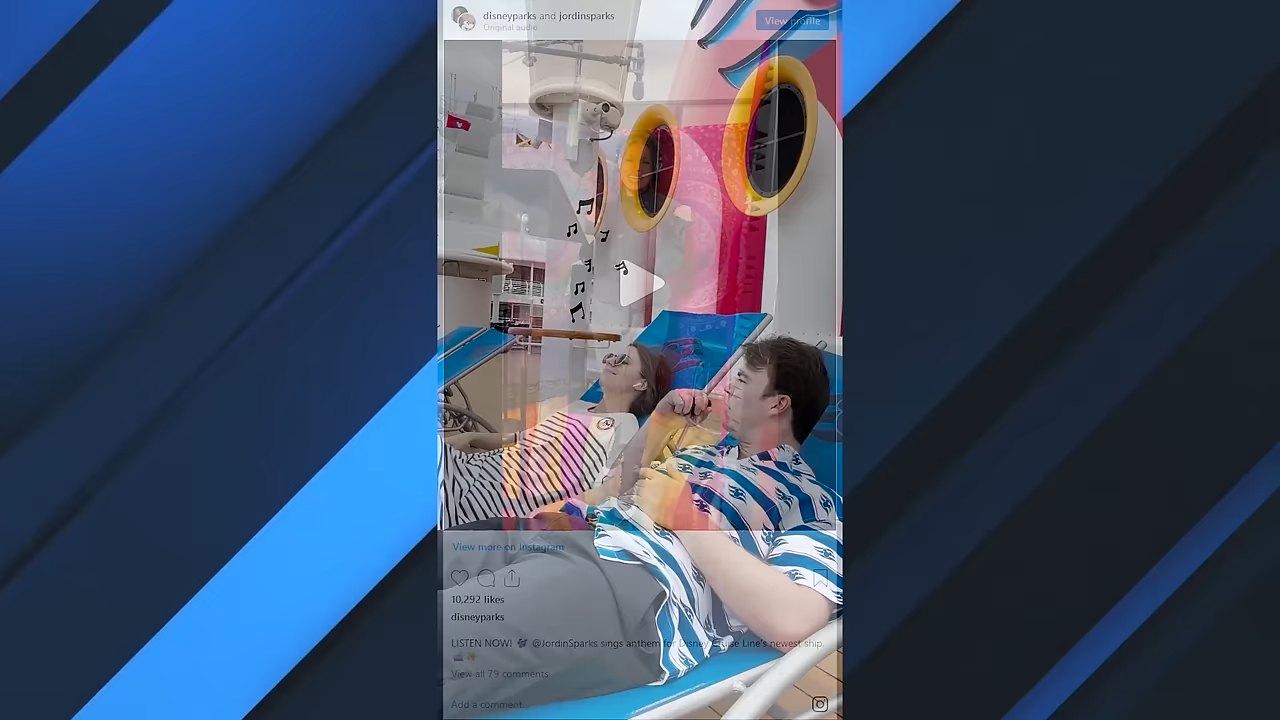 disneyparks and jordinsparks
Original audio
View profile
View more on Instagram
10,292 likes
disneyparks
LISTEN NOW! @JordinSparks sings anthem for Disney Cruise Line's newest ship.
View all 79 comments
Add a comment...